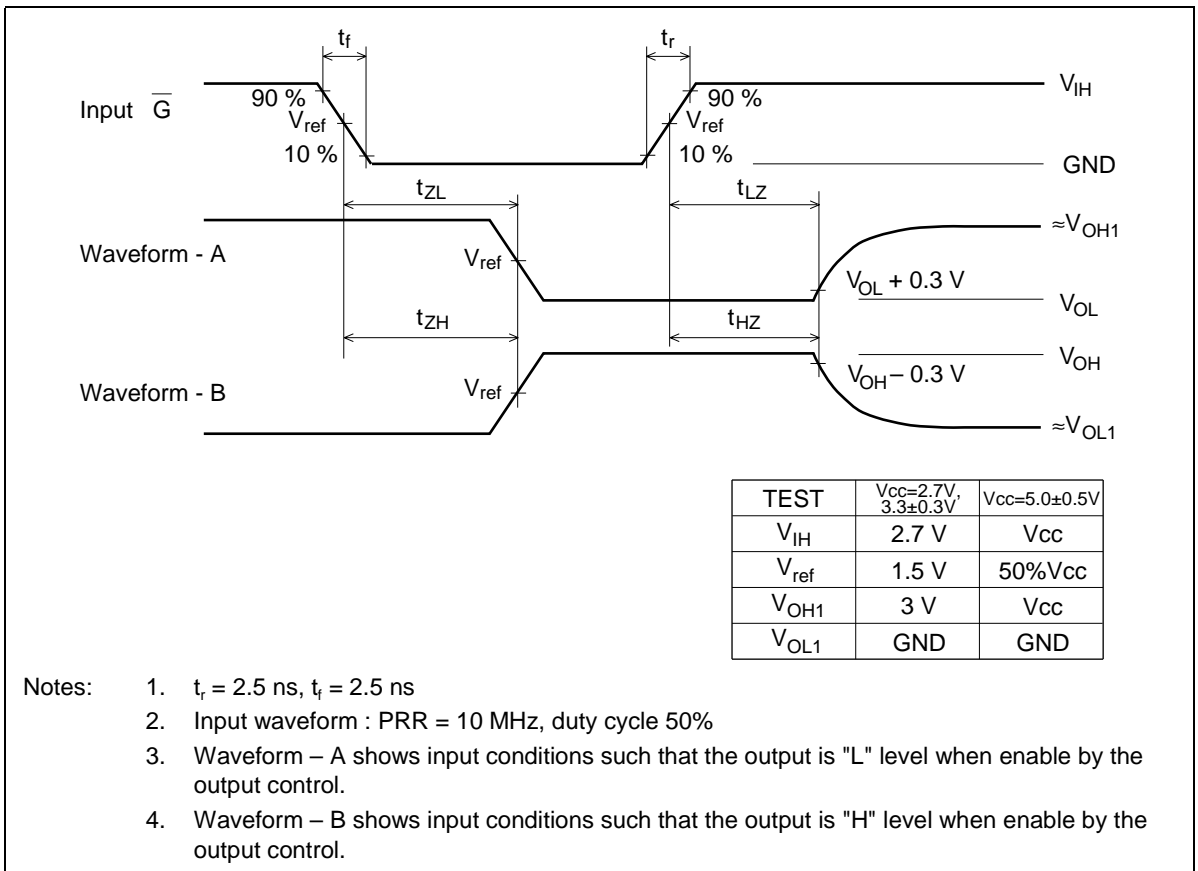 tf tr
Input G̅ 90 % Vref 10 % 90 % Vref 10 % VIH
GND
tZL tLZ
Waveform - A Vref VOL + 0.3 V ≈VOH1
VOL
tZH tHZ
Waveform - B Vref VOH – 0.3 V VOH
≈VOL1
TEST Vcc=2.7V, 3.3±0.3V Vcc=5.0±0.5V
VIH 2.7 V Vcc
Vref 1.5 V 50%Vcc
VOH1 3 V Vcc
VOL1 GND GND
Notes: 1. tr = 2.5 ns, tf = 2.5 ns
2. Input waveform : PRR = 10 MHz, duty cycle 50%
3. Waveform – A shows input conditions such that the output is "L" level when enable by the
output control.
4. Waveform – B shows input conditions such that the output is "H" level when enable by the
output control.